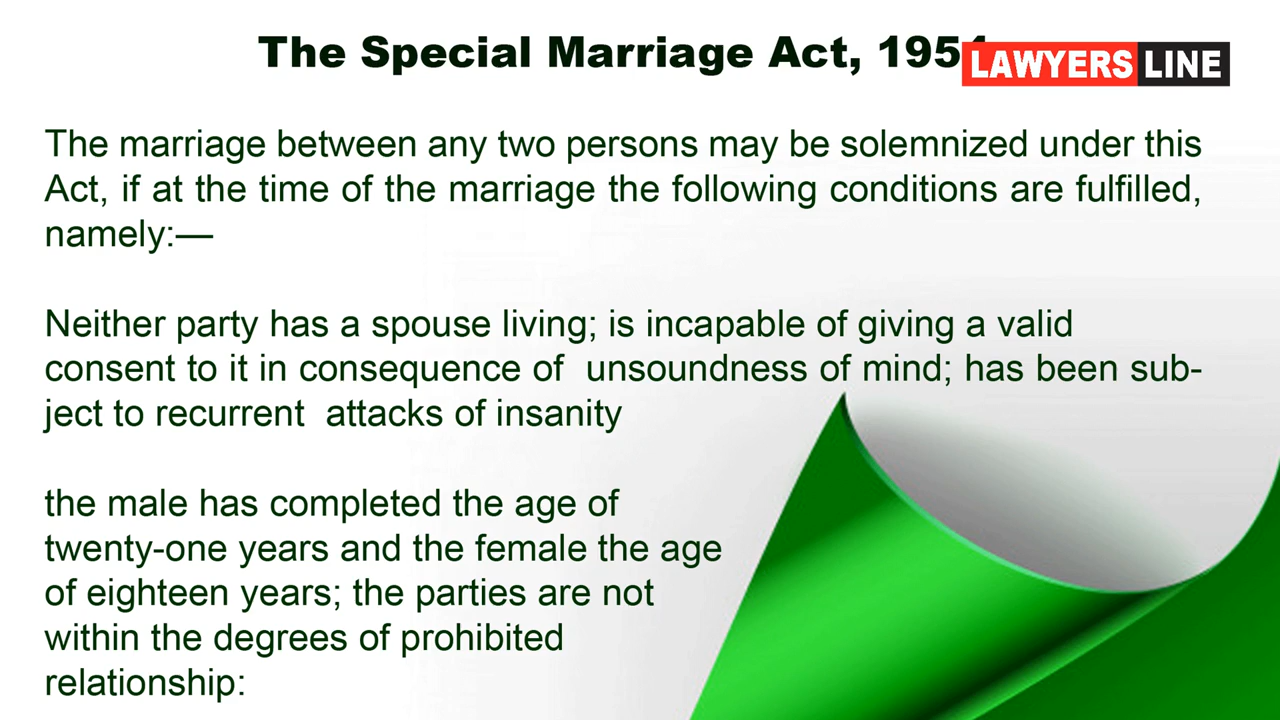 The Special Marriage Act, 195
LAWYERS LINE
The marriage between any two persons may be solemnized under this
Act, if at the time of the marriage the following conditions are fulfilled,
namely:—
Neither party has a spouse living; is incapable of giving a valid
consent to it in consequence of unsoundness of mind; has been sub-
ject to recurrent attacks of insanity
the male has completed the age of
twenty-one years and the female the age
of eighteen years; the parties are not
within the degrees of prohibited
relationship: